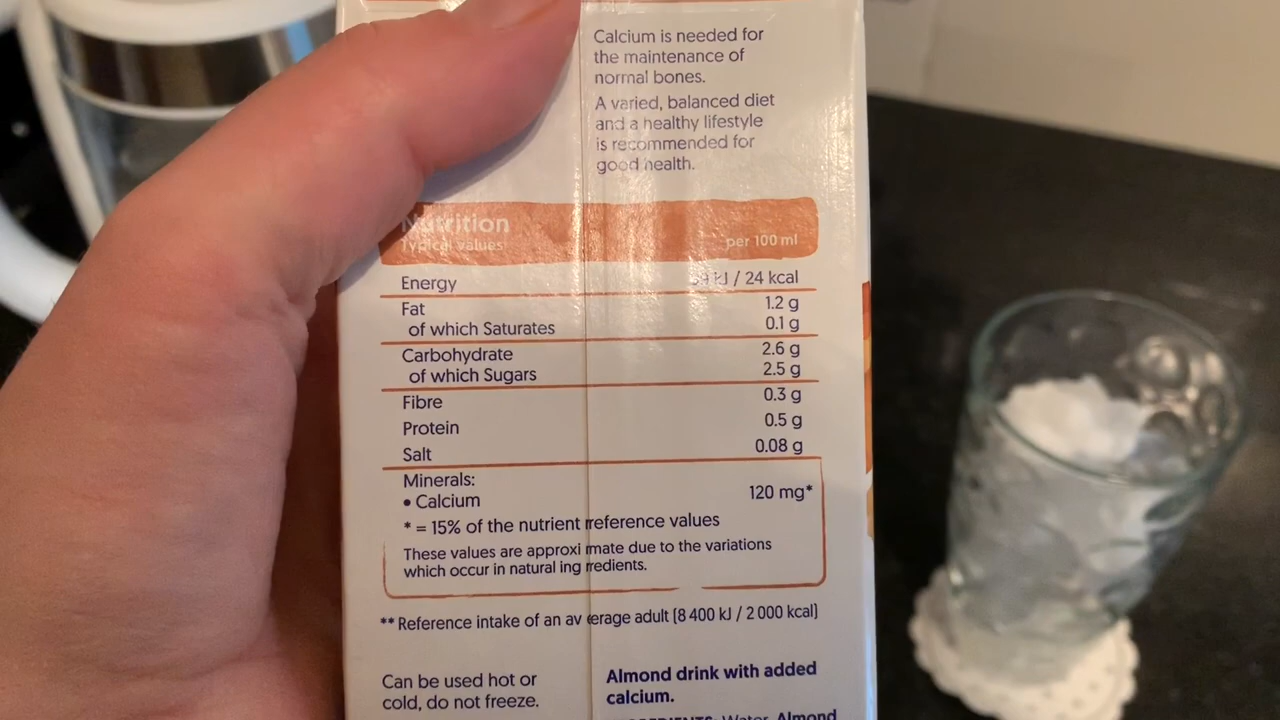 Calcium is needed for
the maintenance of
normal bones.
A varied, balanced diet
and a healthy lifestyle
is recommended for
good health.
Nutrition
Typical values per 100 ml
Energy kJ / 24 kcal
Fat 1.2 g
of which Saturates 0.1 g
Carbohydrate 2.6 g
of which Sugars 2.5 g
Fibre 0.3 g
Protein 0.5 g
Salt 0.08 g
Minerals:
• Calcium 120 mg*
* = 15% of the nutrient reference values
These values are approximate due to the variations
which occur in natural ingredients.
** Reference intake of an average adult (8 400 kJ / 2 000 kcal)
Can be used hot or
cold, do not freeze.
Almond drink with added
calcium.
INGREDIENTS: Water, Almond